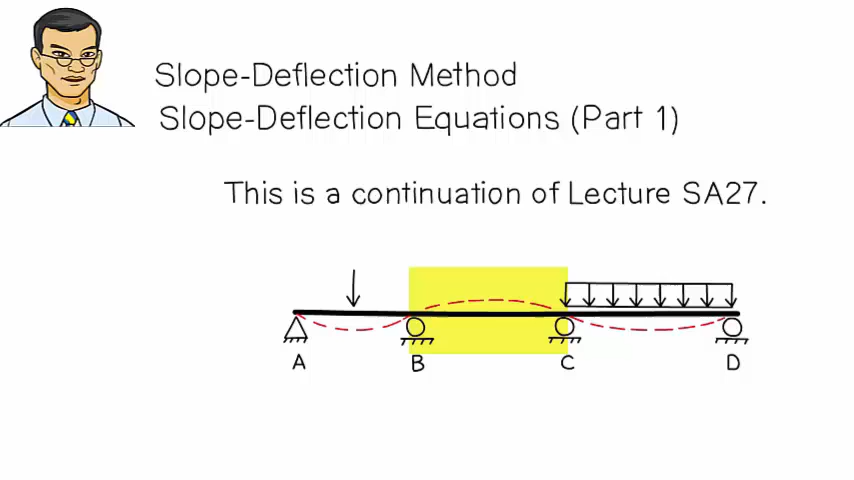 Slope-Deflection Method
Slope-Deflection Equations (Part 1)
This is a continuation of Lecture SA27.
A B C D